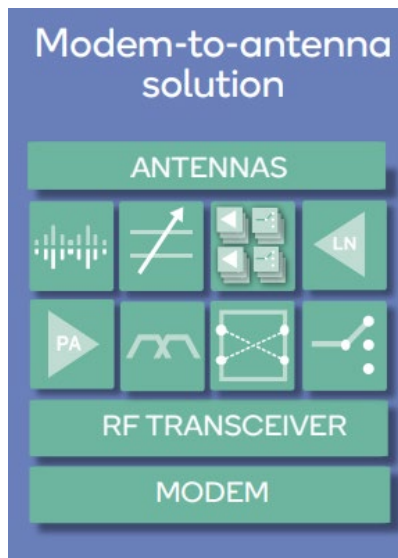 Modem-to-antenna
solution
ANTENNAS
LN
PA
RF TRANSCEIVER
MODEM